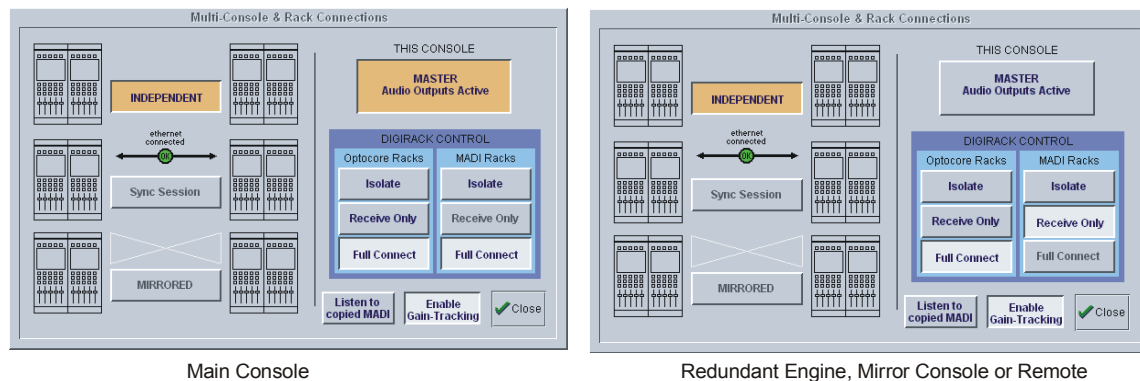 Multi-Console & Rack Connections
THIS CONSOLE
MASTER
Audio Outputs Active
INDEPENDENT
ethernet
connected
OK
Sync Session
MIRRORED
DIGIRACK CONTROL
Optocore Racks
MADI Racks
Isolate
Isolate
Receive Only
Receive Only
Full Connect
Full Connect
Listen to
copied MADI
Enable
Gain-Tracking
Close
Main Console
Multi-Console & Rack Connections
THIS CONSOLE
MASTER
Audio Outputs Active
INDEPENDENT
ethernet
connected
OK
Sync Session
MIRRORED
DIGIRACK CONTROL
Optocore Racks
MADI Racks
Isolate
Isolate
Receive Only
Receive Only
Full Connect
Full Connect
Listen to
copied MADI
Enable
Gain-Tracking
Close
Redundant Engine, Mirror Console or Remote